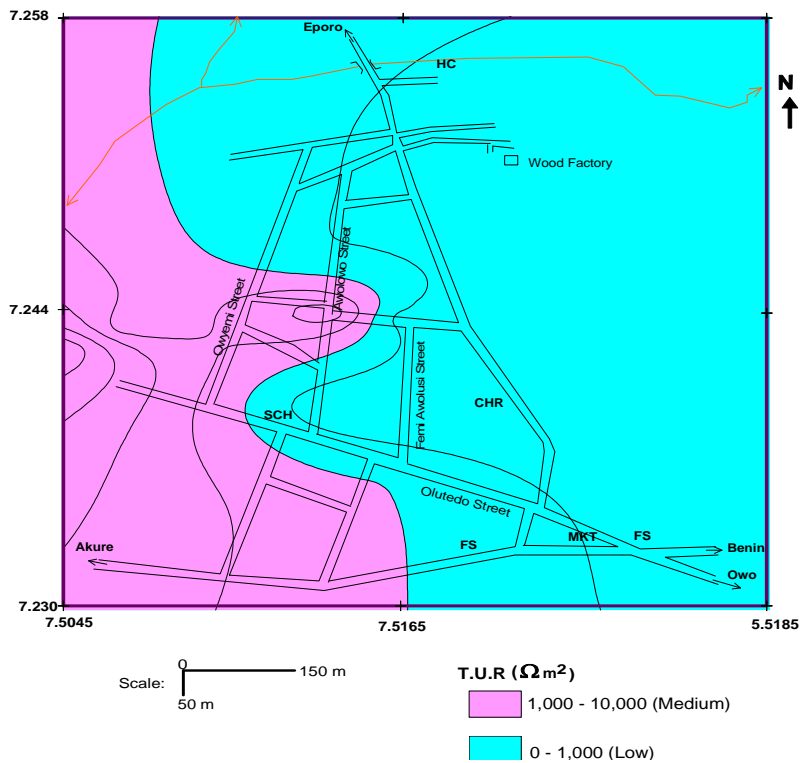 7.258
Eporo
HC
N
Wood Factory
Awolowo Street
Owyemi Street
7.244
Femi Awolusi Street
SCH
CHR
Olutedo Street
Akure
FS
MKT
FS
Benin
Owo
7.230
7.5045
7.5165
5.5185
Scale:
0
150 m
50 m
T.U.R (Ωm²)
1,000 - 10,000 (Medium)
0 - 1,000 (Low)